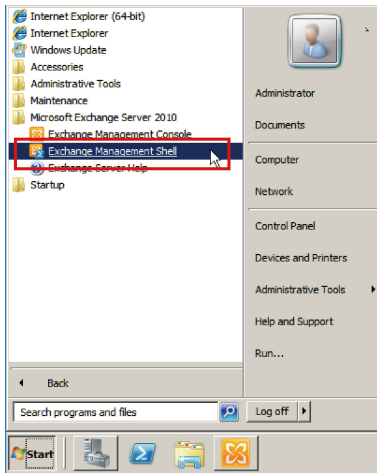 Internet Explorer (64-bit)
Internet Explorer
Windows Update
Accessories
Administrative Tools
Maintenance
Microsoft Exchange Server 2010
Exchange Management Console
Exchange Management Shell
Exchange Server Help
Startup
Back
Search programs and files
Administrator
Documents
Computer
Network
Control Panel
Devices and Printers
Administrative Tools
Help and Support
Run...
Log off
Start